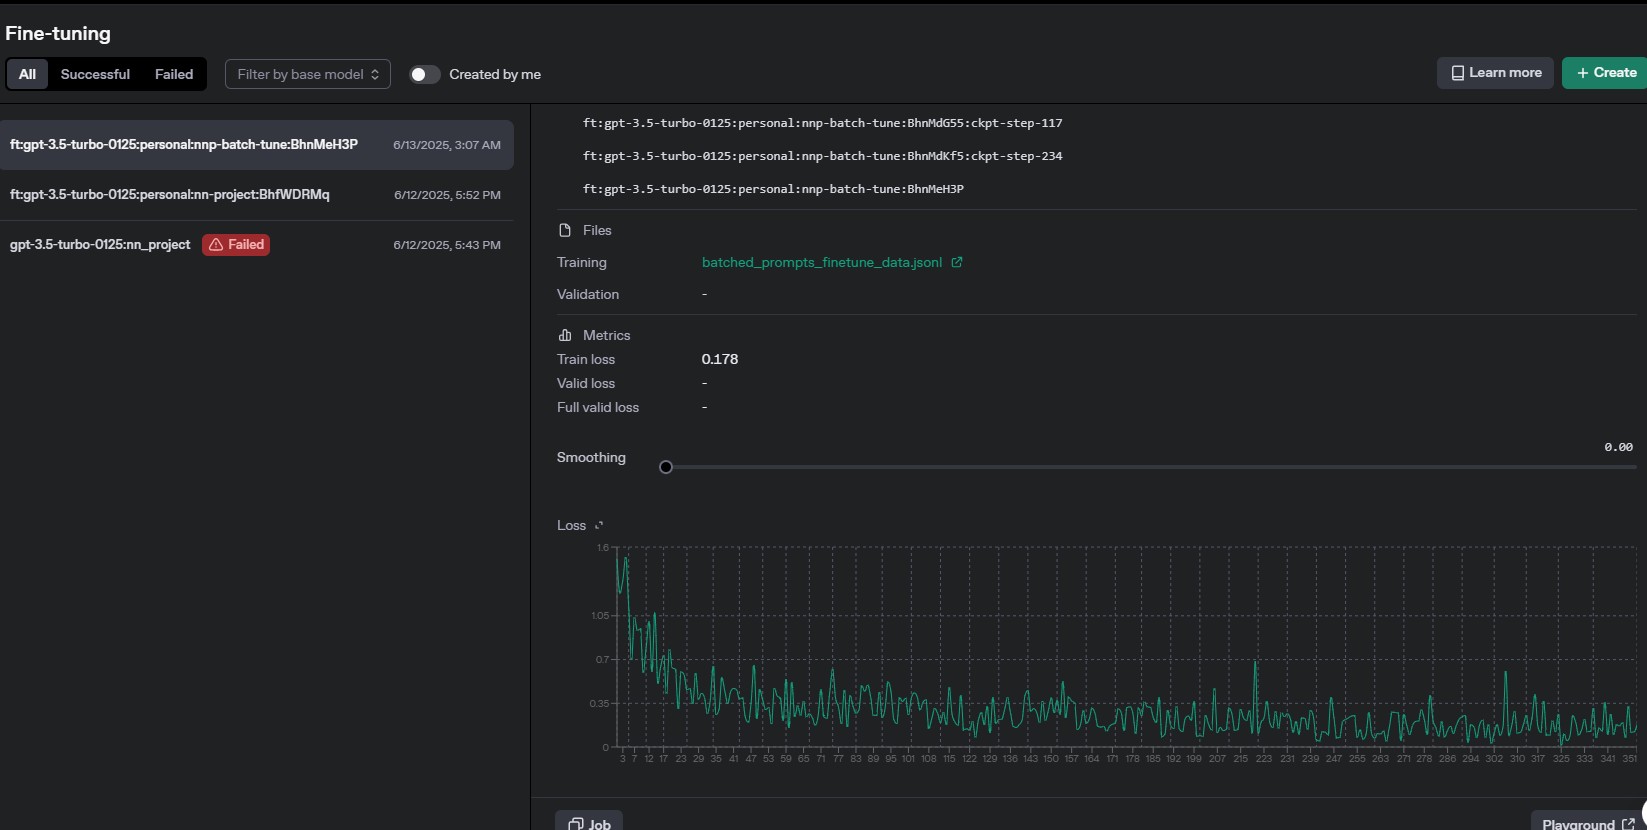 Fine-tuning
All Successful Failed Filter by base model Created by me Learn more + Create
ft:gpt-3.5-turbo-0125:personal:nnp-batch-tune:BhnMeH3P 6/13/2025, 3:07 AM
ft:gpt-3.5-turbo-0125:personal:nn-project:BhfWDRMq 6/12/2025, 5:52 PM
gpt-3.5-turbo-0125:nn_project Failed 6/12/2025, 5:43 PM
ft:gpt-3.5-turbo-0125:personal:nnp-batch-tune:BhnMdG55:ckpt-step-117
ft:gpt-3.5-turbo-0125:personal:nnp-batch-tune:BhnMdKf5:ckpt-step-234
ft:gpt-3.5-turbo-0125:personal:nnp-batch-tune:BhnMeH3P
Files
Training batched_prompts_finetune_data.jsonl
Validation -
Metrics
Train loss 0.178
Valid loss -
Full valid loss -
0.00
Smoothing
Loss
1.6
1.05
0.7
0.35
0
3 7 12 17 23 29 35 41 47 53 59 65 71 77 83 89 95 101 108 115 122 129 136 143 150 157 164 171 178 185 192 199 207 215 223 231 239 247 255 263 271 278 286 294 302 310 317 325 333 341 351
Job Playground